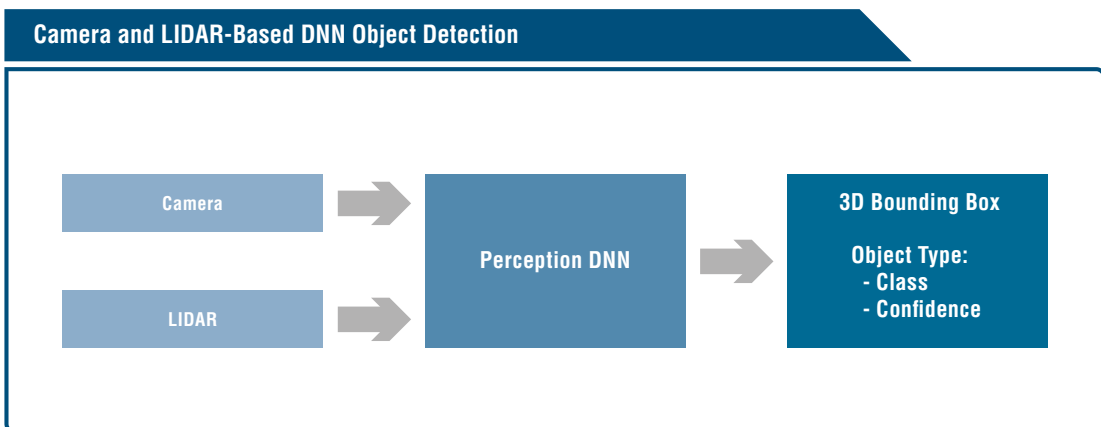 Camera and LIDAR-Based DNN Object Detection
Camera
LIDAR
Perception DNN
3D Bounding Box
Object Type:
- Class
- Confidence